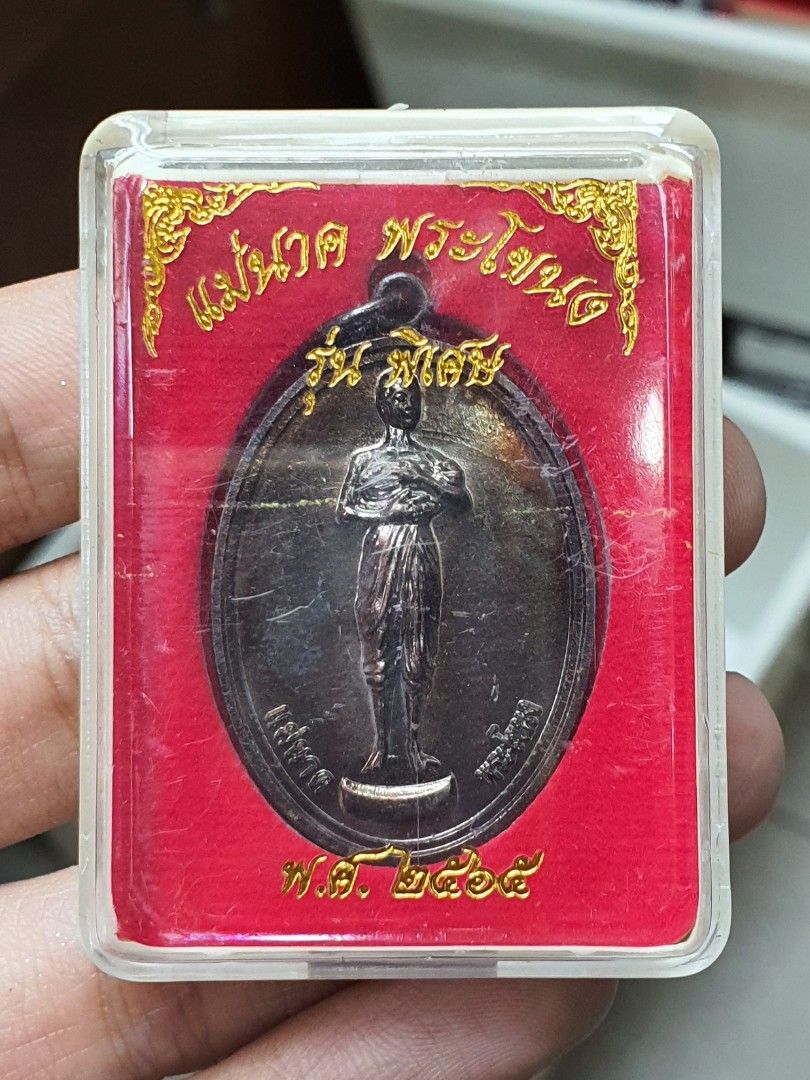 แม่นาค พระโขนง
รุ่น พิเศษ
แม่นาค
พระโขนง
พ.ศ. ๒๕๖๕